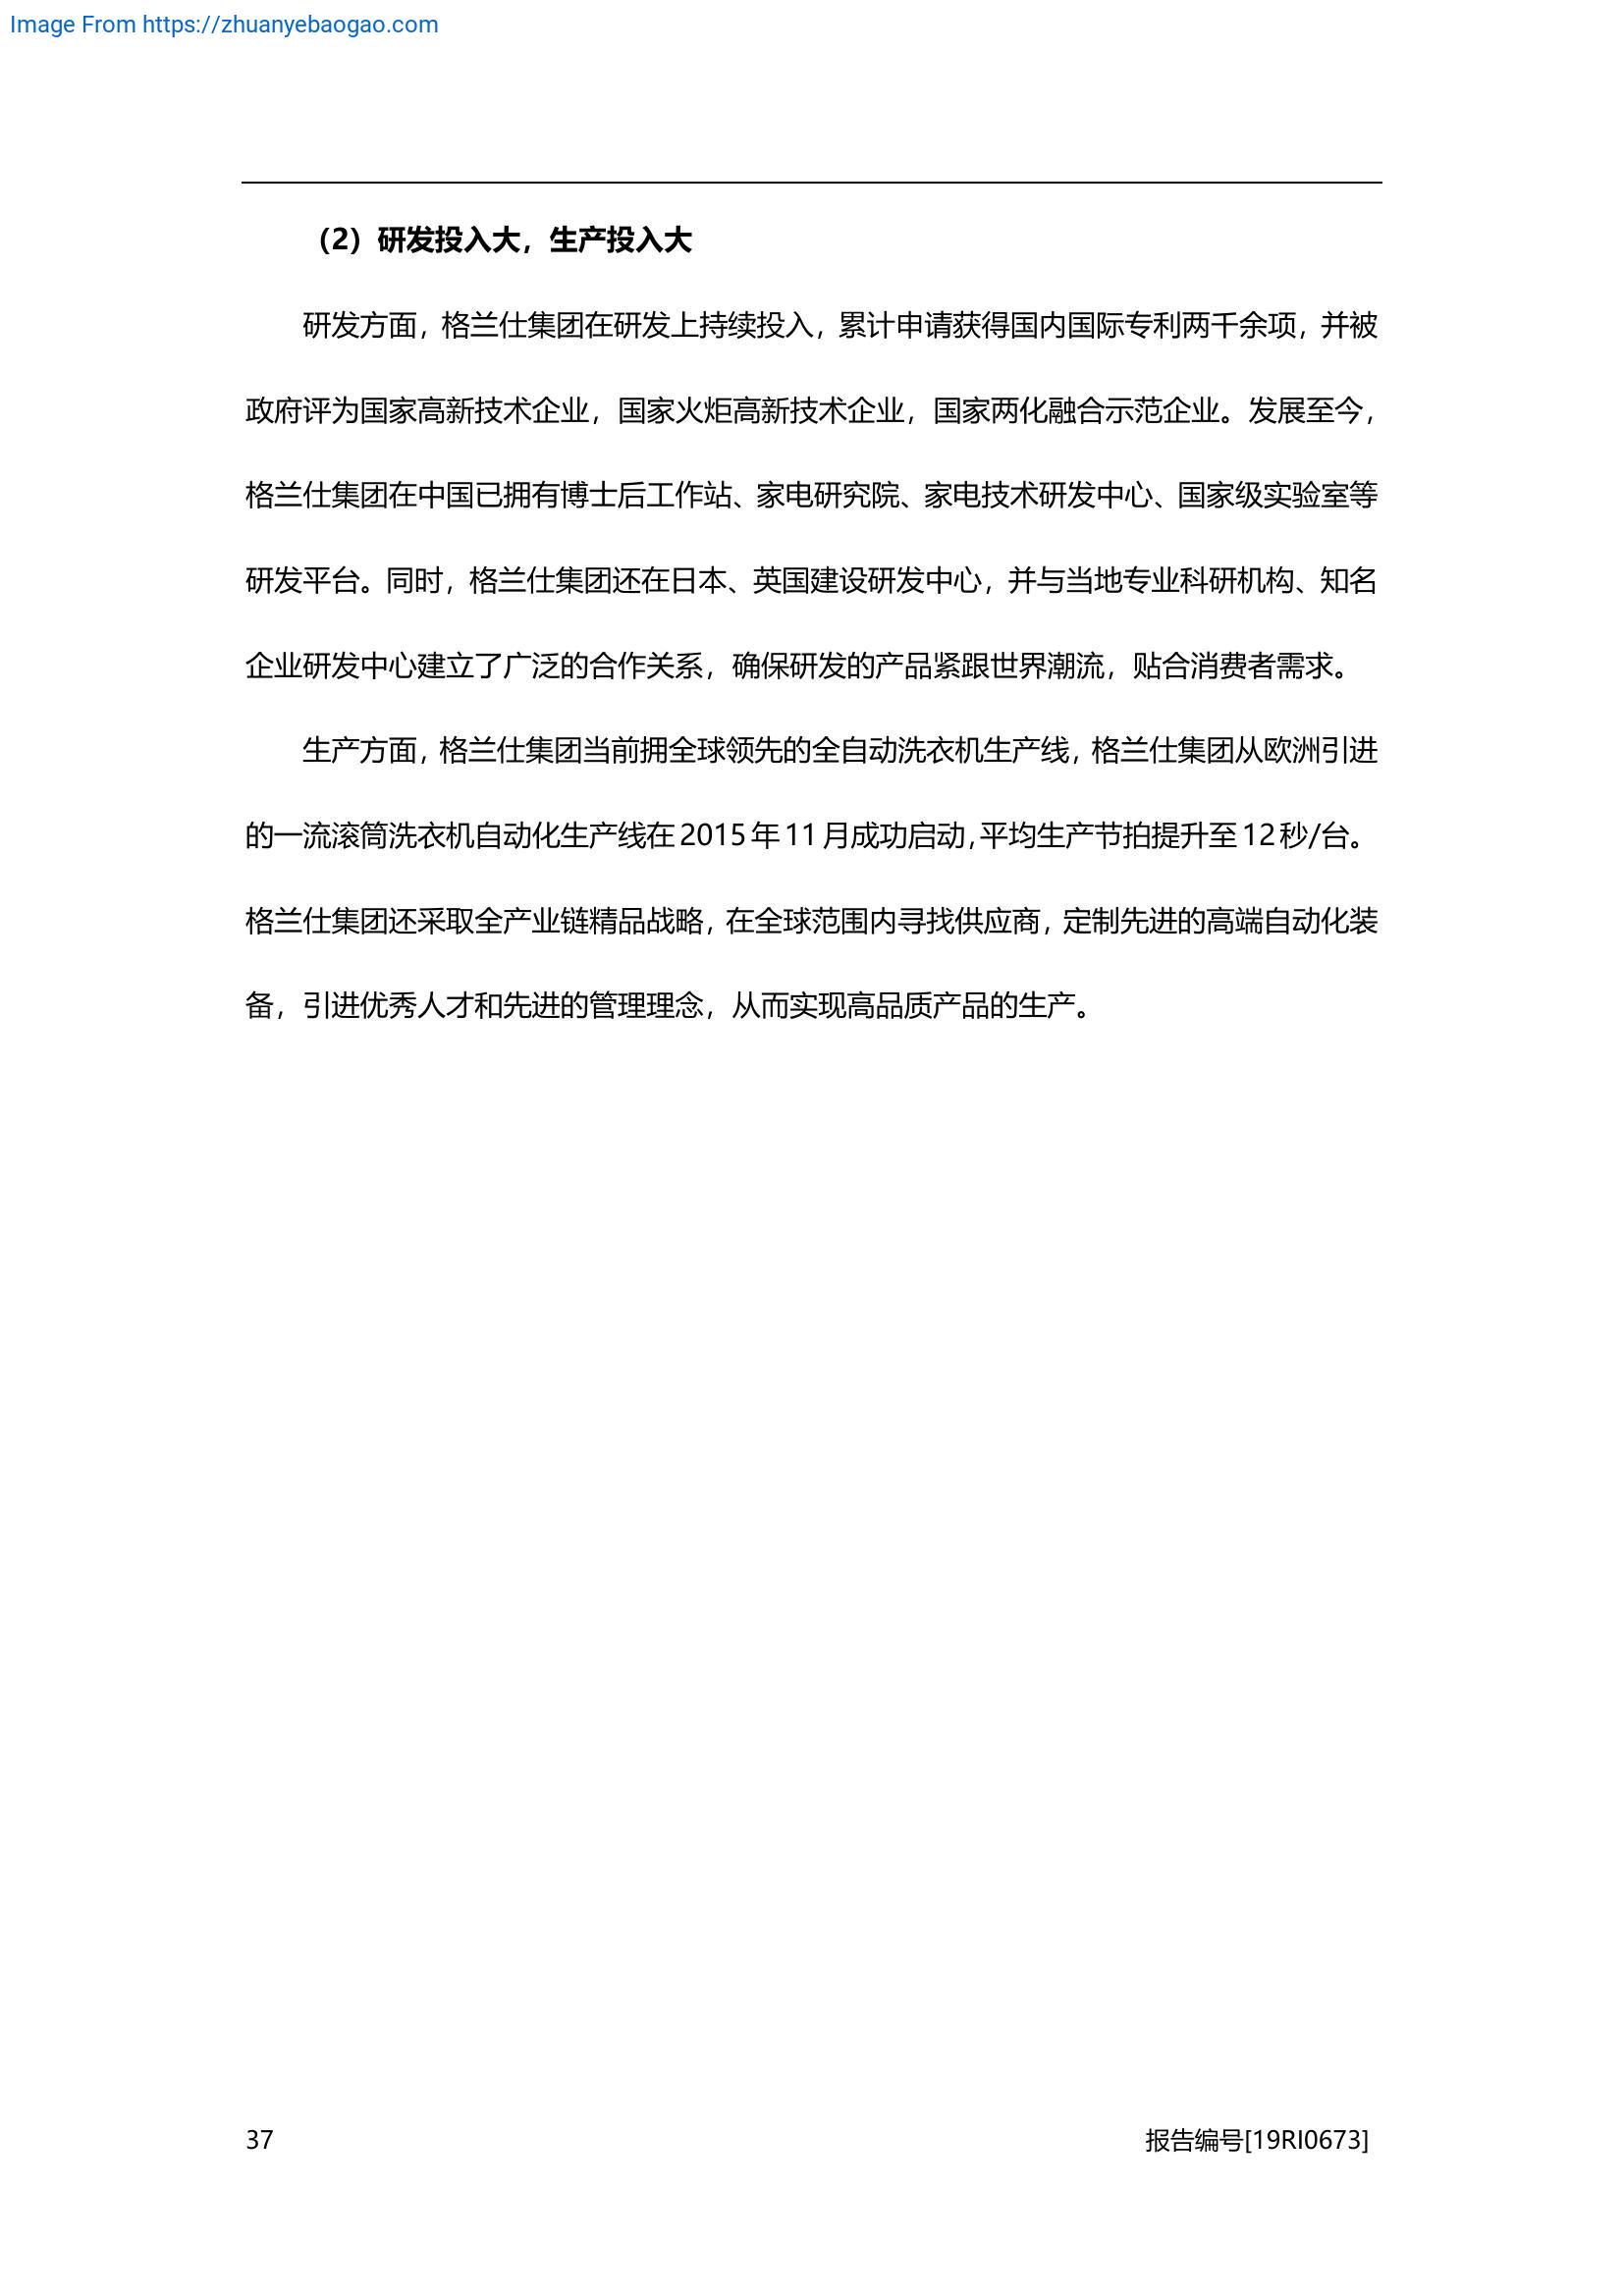 Image From https://zhuanyebaogao.com
（2）研发投入大，生产投入大
研发方面，格兰仕集团在研发上持续投入，累计申请获得国内国际专利两千余项，并被
政府评为国家高新技术企业，国家火炬高新技术企业，国家两化融合示范企业。发展至今，
格兰仕集团在中国已拥有博士后工作站、家电研究院、家电技术研发中心、国家级实验室等
研发平台。同时，格兰仕集团还在日本、英国建设研发中心，并与当地专业科研机构、知名
企业研发中心建立了广泛的合作关系，确保研发的产品紧跟世界潮流，贴合消费者需求。
生产方面，格兰仕集团当前拥全球领先的全自动洗衣机生产线，格兰仕集团从欧洲引进
的一流滚筒洗衣机自动化生产线在 2015 年 11 月成功启动，平均生产节拍提升至 12 秒/台。
格兰仕集团还采取全产业链精品战略，在全球范围内寻找供应商，定制先进的高端自动化装
备，引进优秀人才和先进的管理理念，从而实现高品质产品的生产。
37 报告编号[19RI0673]